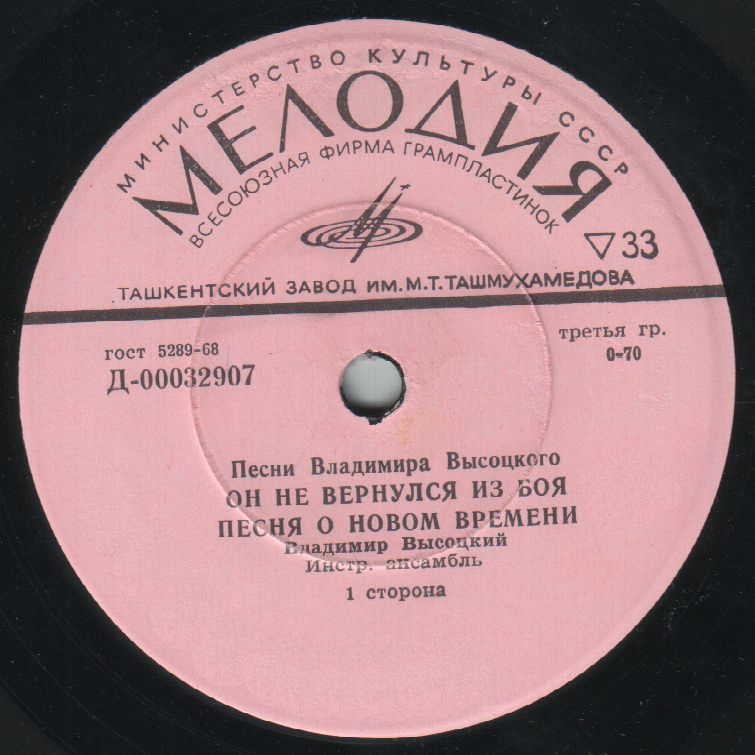 МИНИСТЕРСТВО КУЛЬТУРЫ СССР
МЕЛОДИЯ
ВСЕСОЮЗНАЯ ФИРМА ГРАМПЛАСТИНОК
▽33
ТАШКЕНТСКИЙ ЗАВОД ИМ.М.Т.ТАШМУХАМЕДОВА
гост 5289-68
третья гр.
Д-00032907
0-70
Песни Владимира Высоцкого
ОН НЕ ВЕРНУЛСЯ ИЗ БОЯ
ПЕСНЯ О НОВОМ ВРЕМЕНИ
Владимир Высоцкий
Инстр. ансамбль
1 сторона